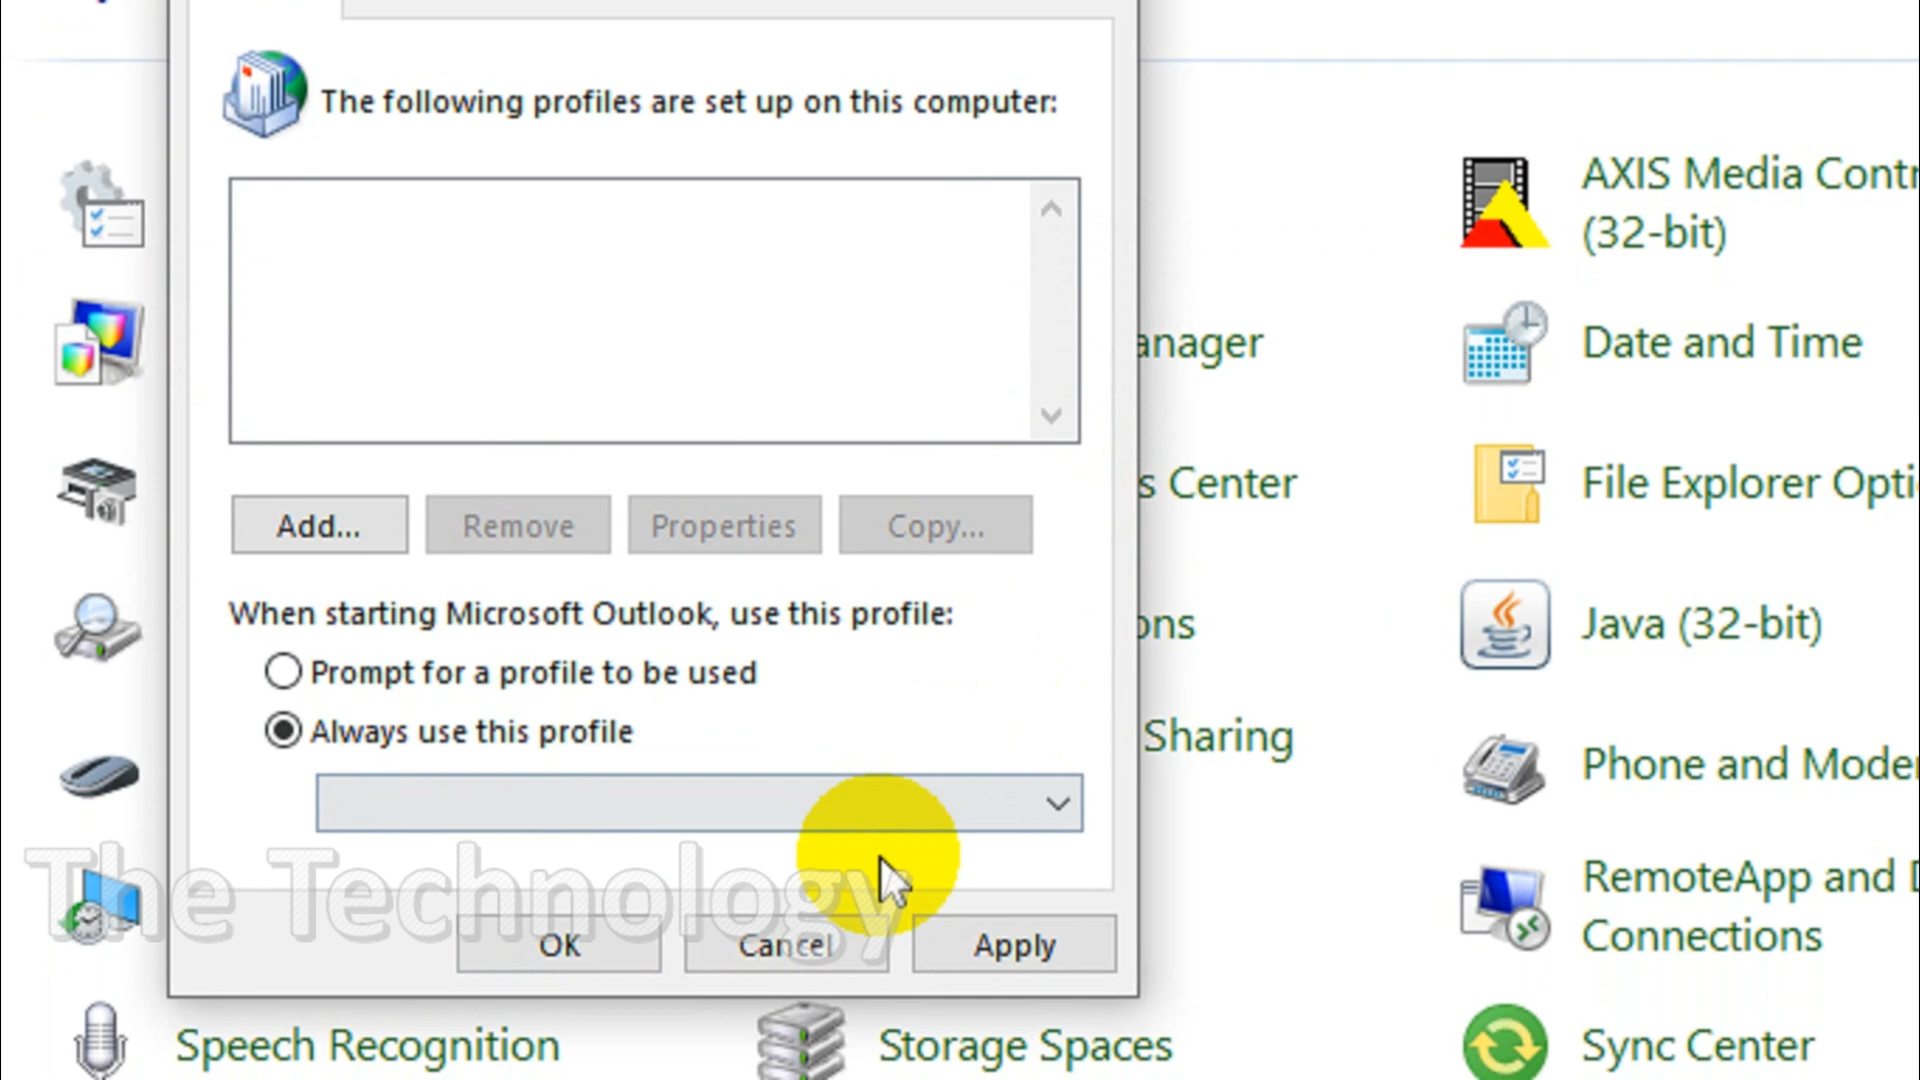 The following profiles are set up on this computer:
AXIS Media Contr
(32-bit)
anager
Date and Time
s Center
File Explorer Opti
Add...
Remove
Properties
Copy...
When starting Microsoft Outlook, use this profile:
ons
Java (32-bit)
Prompt for a profile to be used
Always use this profile
Sharing
Phone and Moder
The Technology
RemoteApp and D
Connections
OK
Cancel
Apply
Speech Recognition
Storage Spaces
Sync Center